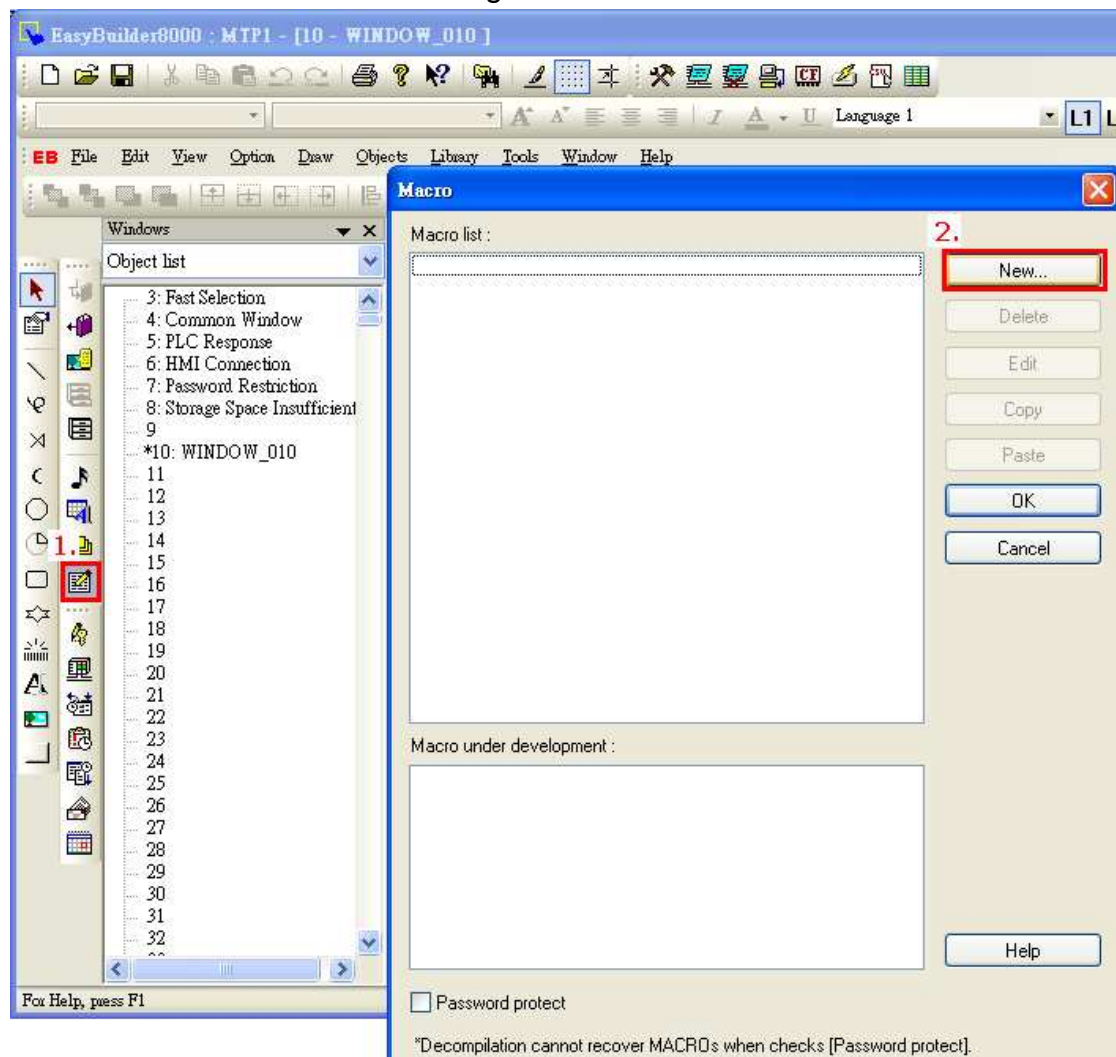 EasyBuilder8000 : MTP1 - [10 - WINDOW_010 ]
Language 1
L1
EB File Edit View Option Draw Objects Library Tools Window Help
Macro
Windows
Object list
3: Fast Selection
4: Common Window
5: PLC Response
6: HMI Connection
7: Password Restriction
8: Storage Space Insufficient
9
*10: WINDOW_010
11
12
13
14
15
16
17
18
19
20
21
22
23
24
25
26
27
28
29
30
31
32
1.
Macro list :
2.
New...
Delete
Edit
Copy
Paste
OK
Cancel
Macro under development :
Help
Password protect
*Decompilation cannot recover MACROs when checks [Password protect].
For Help, press F1